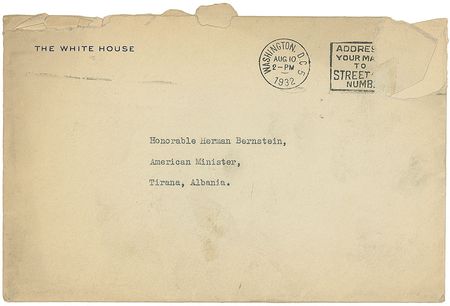 THE WHITE HOUSE
WASHINGTON, D.C. 5
AUG 10
2-PM
1932
ADDRES
YOUR MA
TO
STREET
NUMB
Honorable Herman Bernstein,
American Minister,
Tirana, Albania.